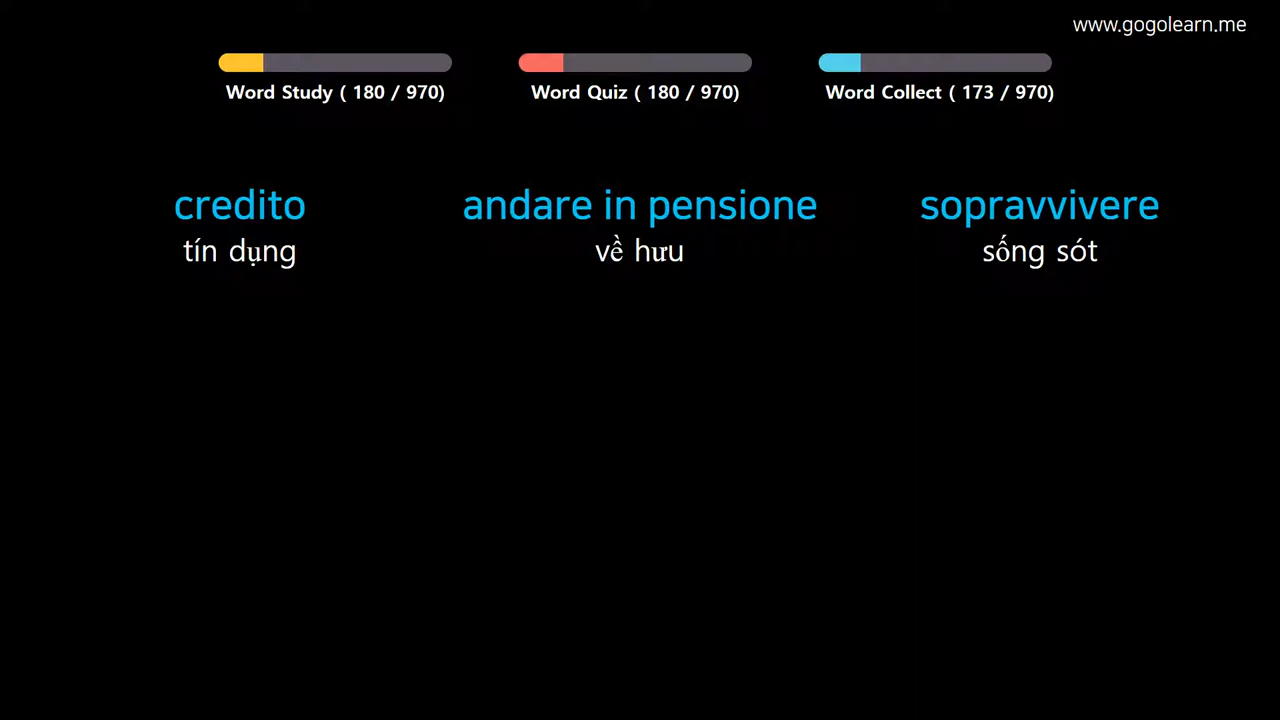 www.gogolearn.me
Word Study ( 180 / 970)
Word Quiz ( 180 / 970)
Word Collect ( 173 / 970)
credito
tín dụng
andare in pensione
về hưu
sopravvivere
sống sót